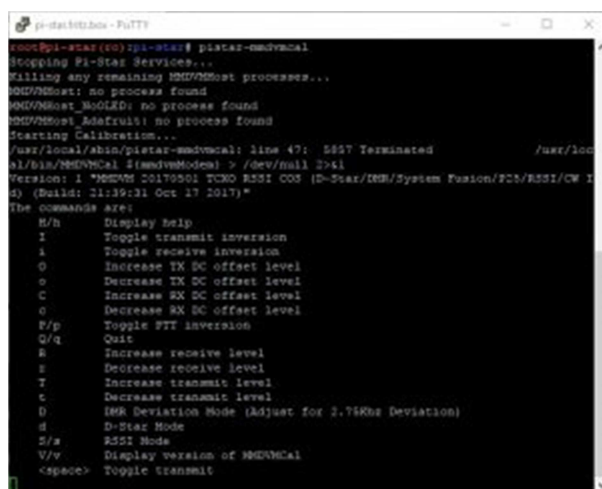 pi-star.fritz.box - PuTTY
root@pi-star(ro):pi-star# pistar-mmdvmcal
Stopping Pi-Star Services...
Killing any remaining MMDVMHost processes...
MMDVMHost: no process found
MMDVMHost_NoOLED: no process found
MMDVMHost_Adafruit: no process found
Starting Calibration...
/usr/local/sbin/pistar-mmdvmcal: line 47: 5857 Terminated /usr/loc
al/bin/MMDVMCal $(mmdvmModem) > /dev/null 2>&1
Version: 1 "MMDVM 20170501 TCXO RSSI COS (D-Star/DMR/System Fusion/P25/RSSI/CW I
d) (Build: 21:39:31 Oct 17 2017)"
The commands are:
H/h Display help
I Toggle transmit inversion
i Toggle receive inversion
O Increase TX DC offset level
o Decrease TX DC offset level
C Increase RX DC offset level
c Decrease RX DC offset level
P/p Toggle PTT inversion
Q/q Quit
R Increase receive level
r Decrease receive level
T Increase transmit level
t Decrease transmit level
D DMR Deviation Mode (Adjust for 2.75Khz Deviation)
d D-Star Mode
S/s RSSI Mode
V/v Display version of MMDVMCal
<space> Toggle transmit